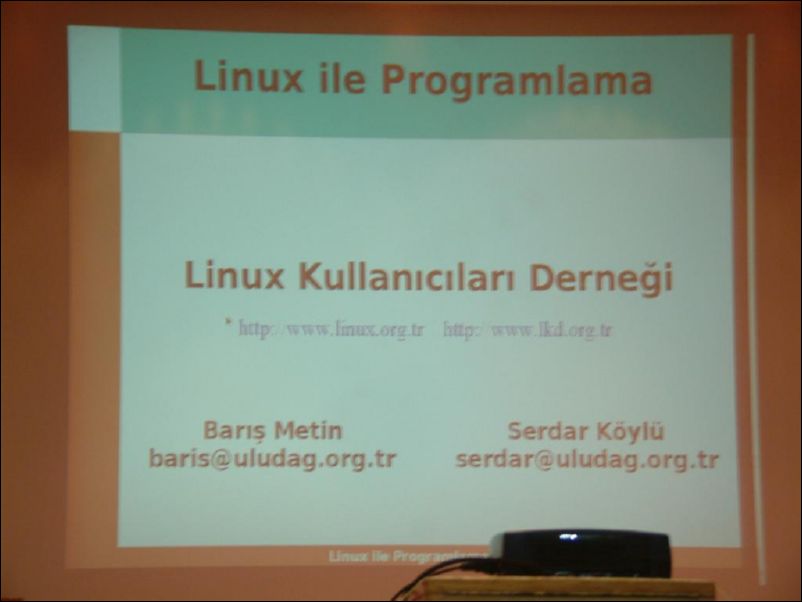 Linux ile Programlama
Linux Kullanıcıları Derneği
* http://www.linux.org.tr http://www.lkd.org.tr
Barış Metin Serdar Köylü
baris@uludag.org.tr serdar@uludag.org.tr
Linux ile Programlama